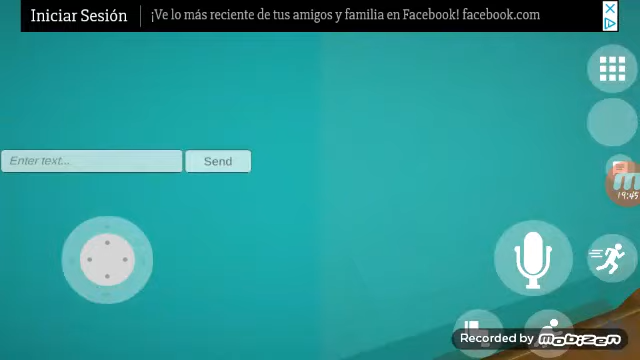 Iniciar Sesión ¡Ve lo más reciente de tus amigos y familia en Facebook! facebook.com
Enter text... Send
19:45
Recorded by mobizen